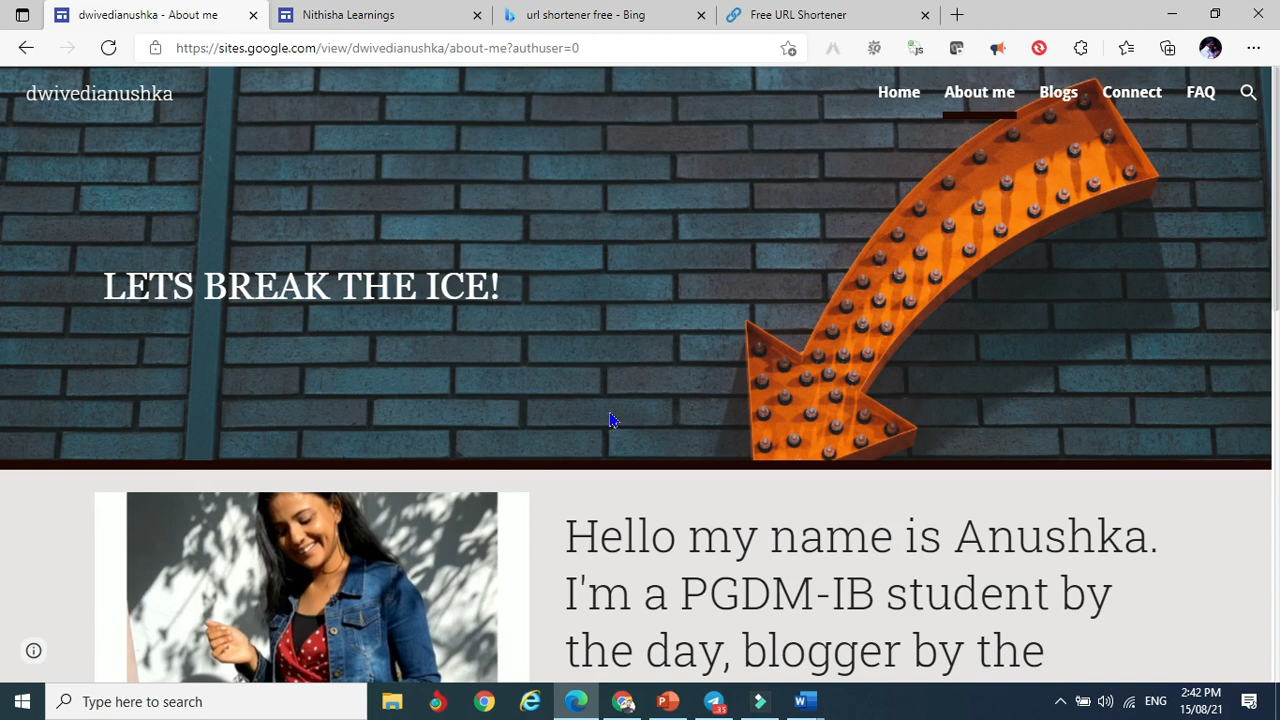 dwivedianushka - About me
Nithisha Learnings
url shortener free - Bing
Free URL Shortener
https://sites.google.com/view/dwivedianushka/about-me?authuser=0
dwivedianushka
Home About me Blogs Connect FAQ
LETS BREAK THE ICE!
Hello my name is Anushka.
I'm a PGDM-IB student by
the day, blogger by the
Type here to search
35
ENG
2:42 PM
15/08/21